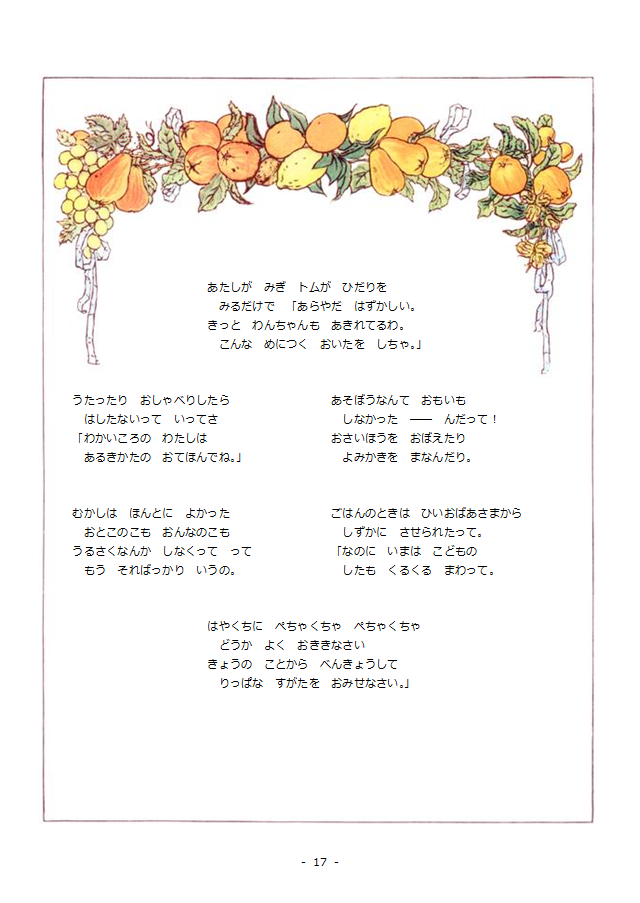 あたしが　みぎ　トムが　ひだりを
　みるだけで　「あらやだ　はずかしい。
きっと　わんちゃんも　あきれてるわ。
　こんな　めにつく　おいたを　しちゃ。」
うたったり　おしゃべりしたら
　はしたないって　いってさ
「わかいころの　わたしは
　あるきかたの　おてほんでね。」
あそぼうなんて　おもいも
　しなかった　――　んだって！
おさいほうを　おぼえたり
　よみかきを　まなんだり。
むかしは　ほんとに　よかった
　おとこのこも　おんなのこも
うるさくなんか　しなくって　って
　もう　そればっかり　いうの。
ごはんのときは　ひいおばあさまから
　しずかに　させられたって。
「なのに　いまは　こどもの
　したも　くるくる　まわって。
はやくちに　ぺちゃくちゃ　ぺちゃくちゃ
　どうか　よく　おききなさい
きょうの　ことから　べんきょうして
　りっぱな　すがたを　おみせなさい。」
- 17 -